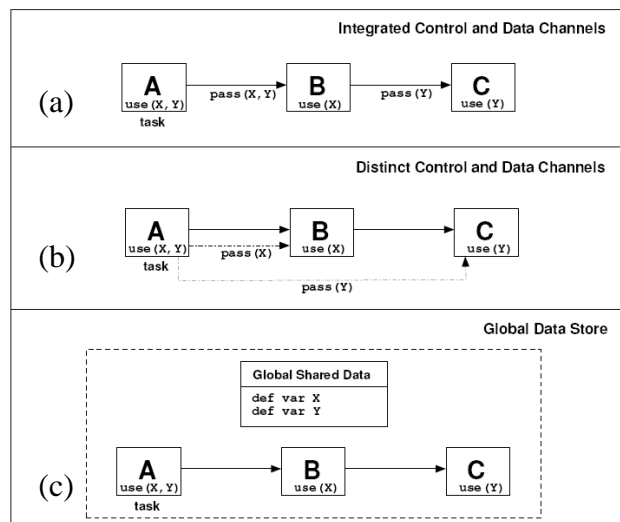 Integrated Control and Data Channels
(a)
A
use(X,Y)
task
pass(X,Y)
B
use(X)
pass(Y)
C
use(Y)
Distinct Control and Data Channels
(b)
A
use(X,Y)
task
pass(X)
B
use(X)
pass(Y)
C
use(Y)
Global Data Store
Global Shared Data
def var X
def var Y
(c)
A
use(X,Y)
task
B
use(X)
C
use(Y)